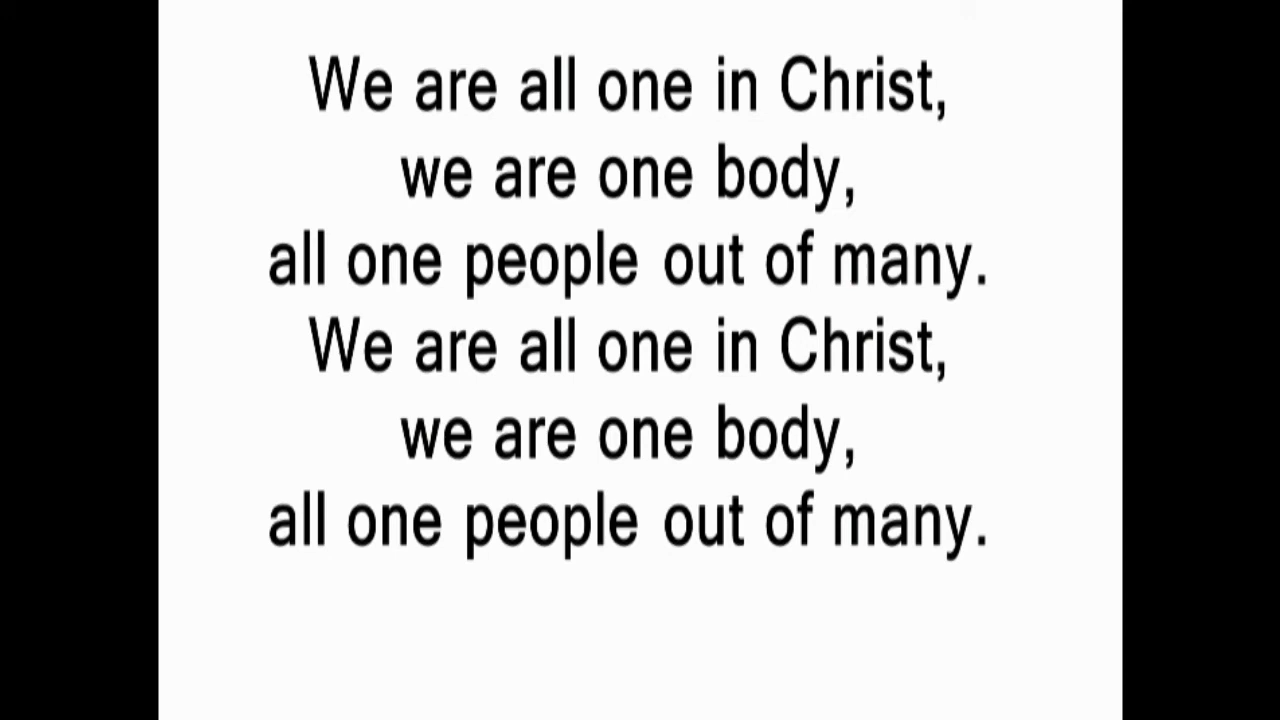 We are all one in Christ,
we are one body,
all one people out of many.
We are all one in Christ,
we are one body,
all one people out of many.